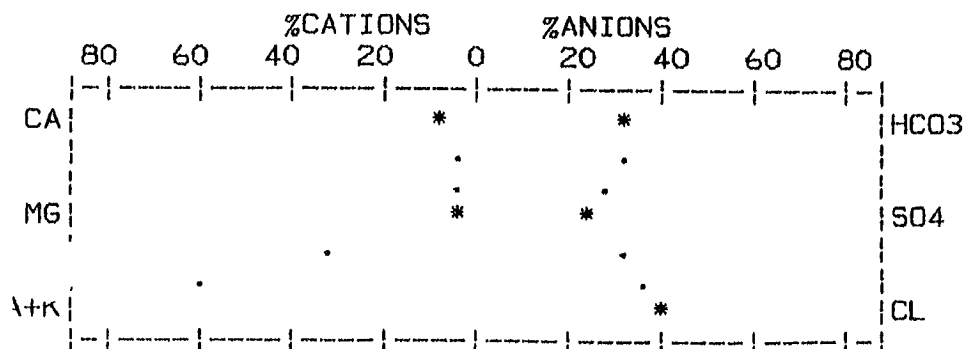 %CATIONS %ANIONS
80 60 40 20 0 20 40 60 80
CA HCO3
MG SO4
+K CL